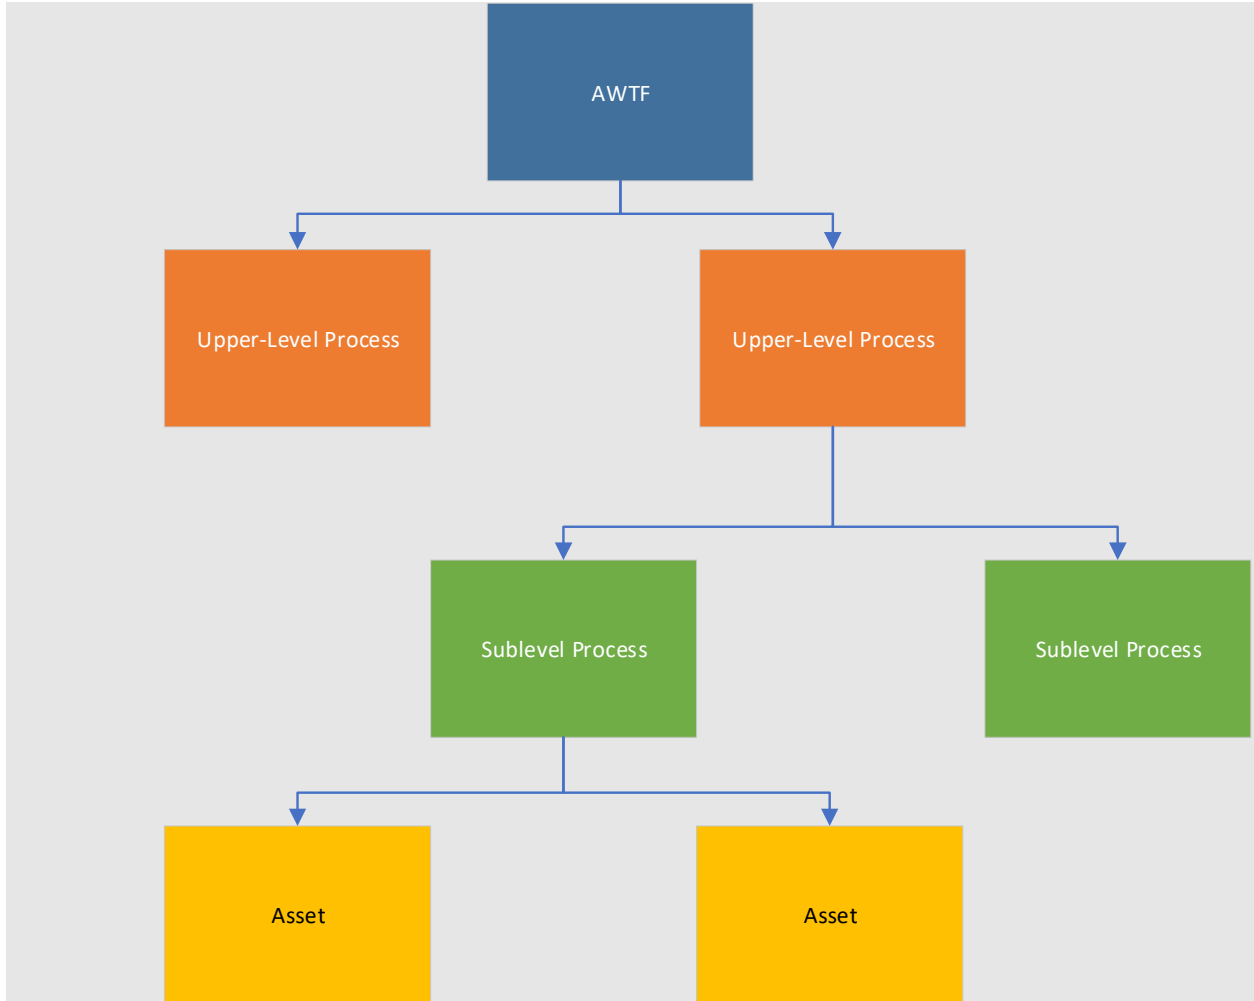 AWTF
Upper-Level Process
Upper-Level Process
Sublevel Process
Sublevel Process
Asset
Asset